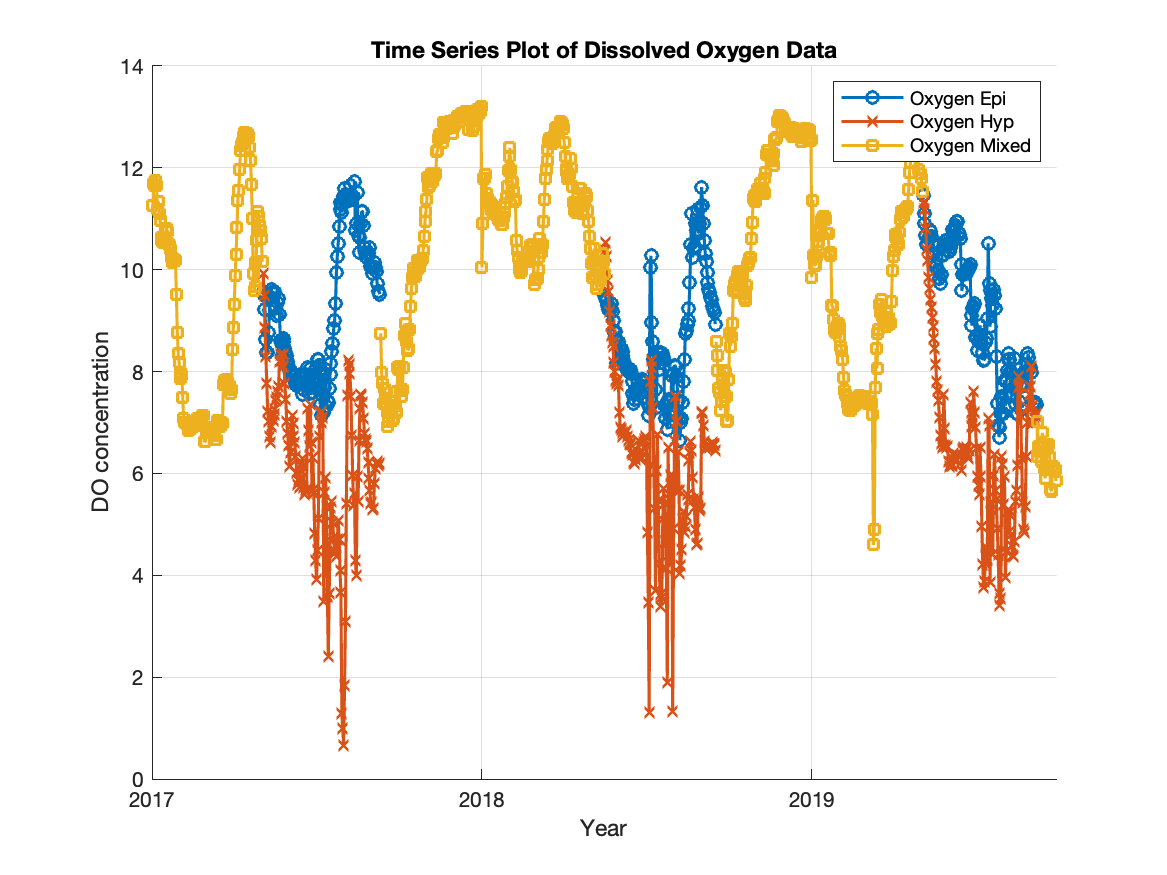 Time Series Plot of Dissolved Oxygen Data
14
Oxygen Epi
Oxygen Hyp
Oxygen Mixed
12
10
8
6
4
2
0
DO concentration
2017
2018
2019
Year